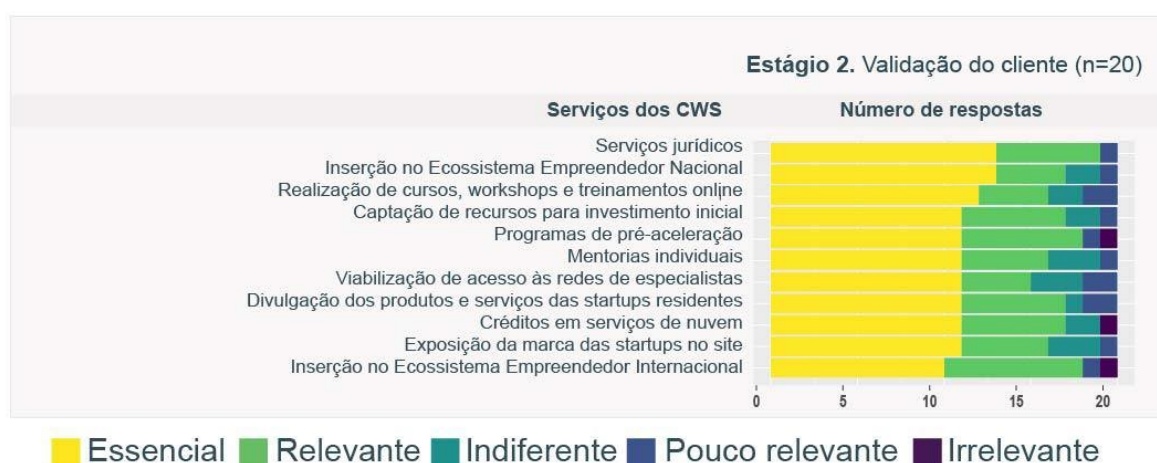 Estágio 2. Validação do cliente (n=20)
Serviços dos CWS Número de respostas
Serviços jurídicos
Inserção no Ecossistema Empreendedor Nacional
Realização de cursos, workshops e treinamentos online
Captação de recursos para investimento inicial
Programas de pré-aceleração
Mentorias individuais
Viabilização de acesso às redes de especialistas
Divulgação dos produtos e serviços das startups residentes
Créditos em serviços de nuvem
Exposição da marca das startups no site
Inserção no Ecossistema Empreendedor Internacional
0 5 10 15 20
Essencial Relevante Indiferente Pouco relevante Irrelevante